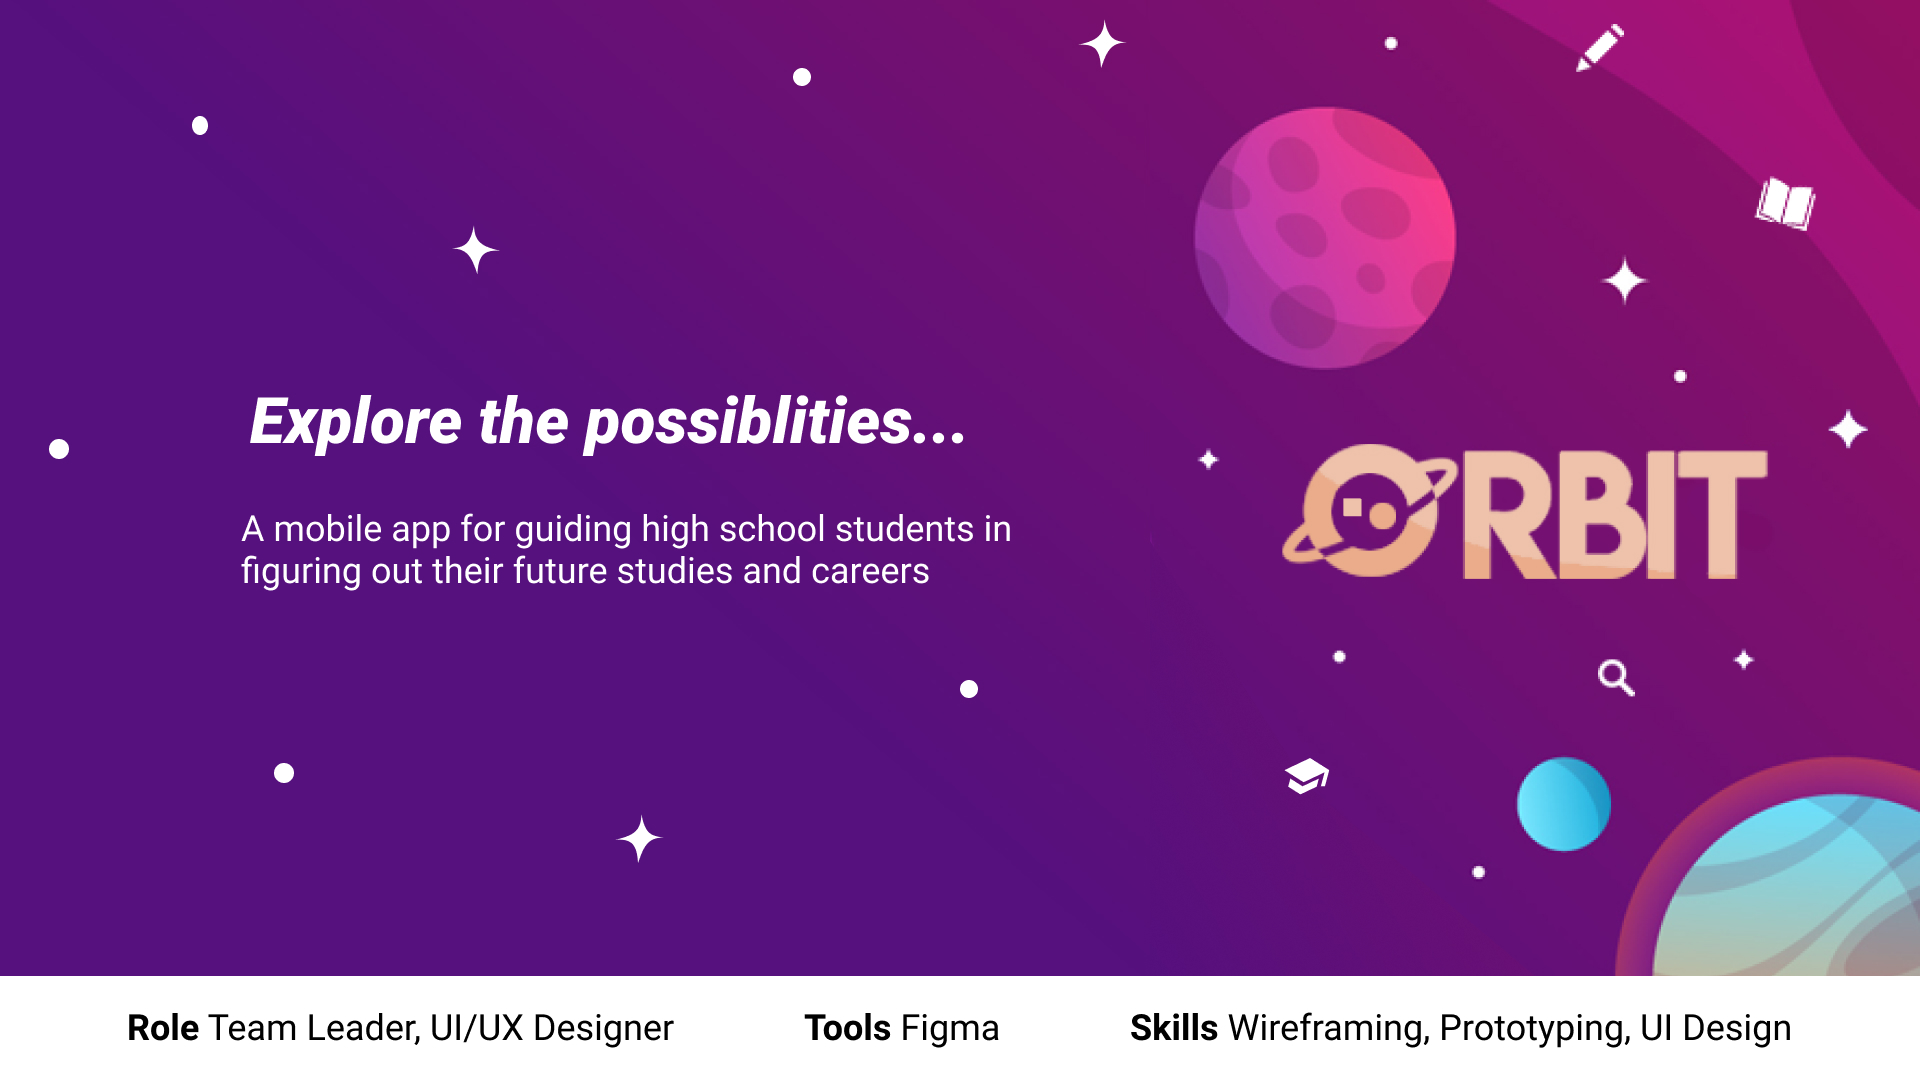 Explore the possiblities...
A mobile app for guiding high school students in
figuring out their future studies and careers
ORBIT
Role Team Leader, UI/UX Designer
Tools Figma
Skills Wireframing, Prototyping, UI Design